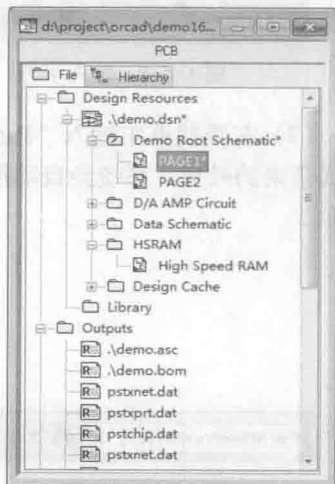 d:\project\orcad\demo16...
PCB
File Hierarchy
Design Resources
.\demo.dsn*
Demo Root Schematic*
PAGE1*
PAGE2
D/A AMP Circuit
Data Schematic
HSRAM
High Speed RAM
Design Cache
Library
Outputs
.\demo.asc
.\demo.bom
pstxnet.dat
pstxprt.dat
pstchip.dat
pstxnet.dat